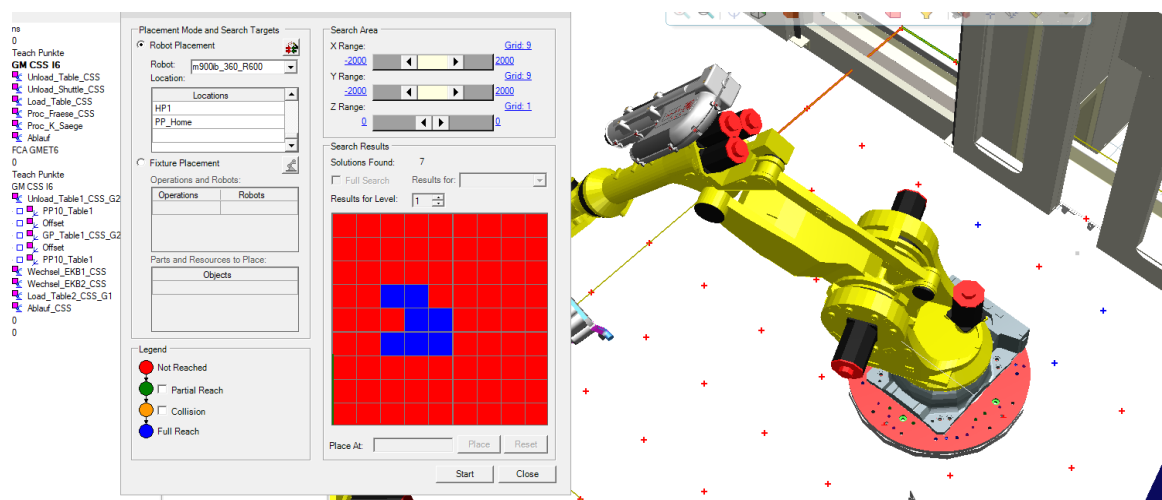 ns
0
Teach Punkte
GM CSS I6
Unload_Table_CSS
Unload_Shuttle_CSS
Load_Table_CSS
Proc_Fraese_CSS
Proc_K_Saege
Ablauf
FCA GMET6
0
Teach Punkte
GM CSS I6
Unload_Table1_CSS_G2
PP10_Table1
Offset
GP_Table1_CSS_G2
Offset
PP10_Table1
Wechsel_EKB1_CSS
Wechsel_EKB2_CSS
Load_Table2_CSS_G1
Ablauf_CSS
0
0
Placement Mode and Search Targets
Robot Placement
Robot: m900ib_360_R600
Location:
Locations
HP1
PP_Home
Fixture Placement
Operations and Robots:
Operations Robots
Parts and Resources to Place:
Objects
Legend
Not Reached
Partial Reach
Collision
Full Reach
Search Area
X Range: Grid: 9
-2000 2000
Y Range: Grid: 9
-2000 2000
Z Range: Grid: 1
0 0
Search Results
Solutions Found: 7
Full Search Results for:
Results for Level: 1
Place At: Place Reset
Start Close